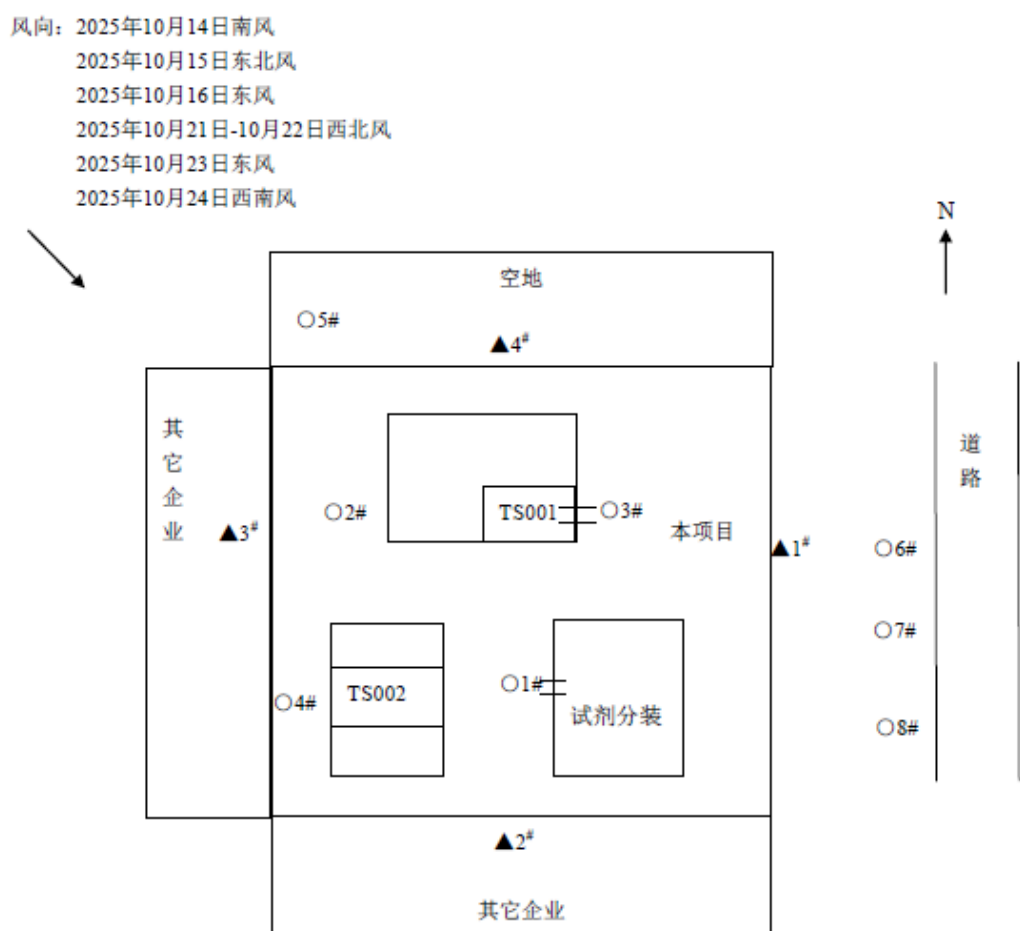 风向：2025年10月14日南风
2025年10月15日东北风
2025年10月16日东风
2025年10月21日-10月22日西北风
2025年10月23日东风
2025年10月24日西南风
N
空地
○5#
▲4#
其它企业
道路
○2#
TS001
○3#
▲3#
本项目
▲1#
○6#
○7#
○1#
○4#
TS002
试剂分装
○8#
▲2#
其它企业